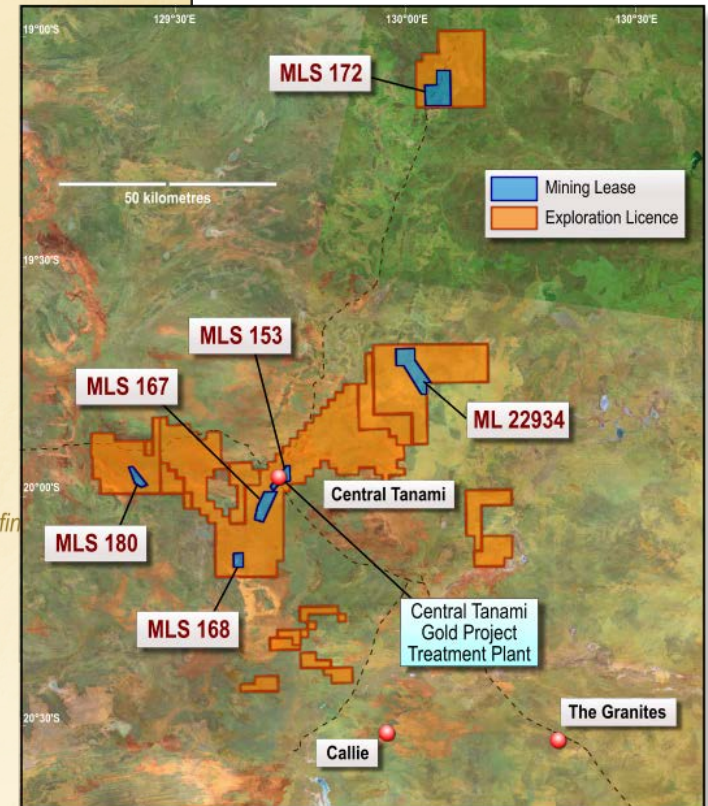 129°30'E
130°00'E
130°30'E
19°00'S
MLS 172
Mining Lease
Exploration Licence
50 kilometres
19°30'S
MLS 153
MLS 167
ML 22934
20°00'S
Central Tanami
fin
MLS 180
MLS 168
Central Tanami
Gold Project
Treatment Plant
20°30'S
The Granites
Callie